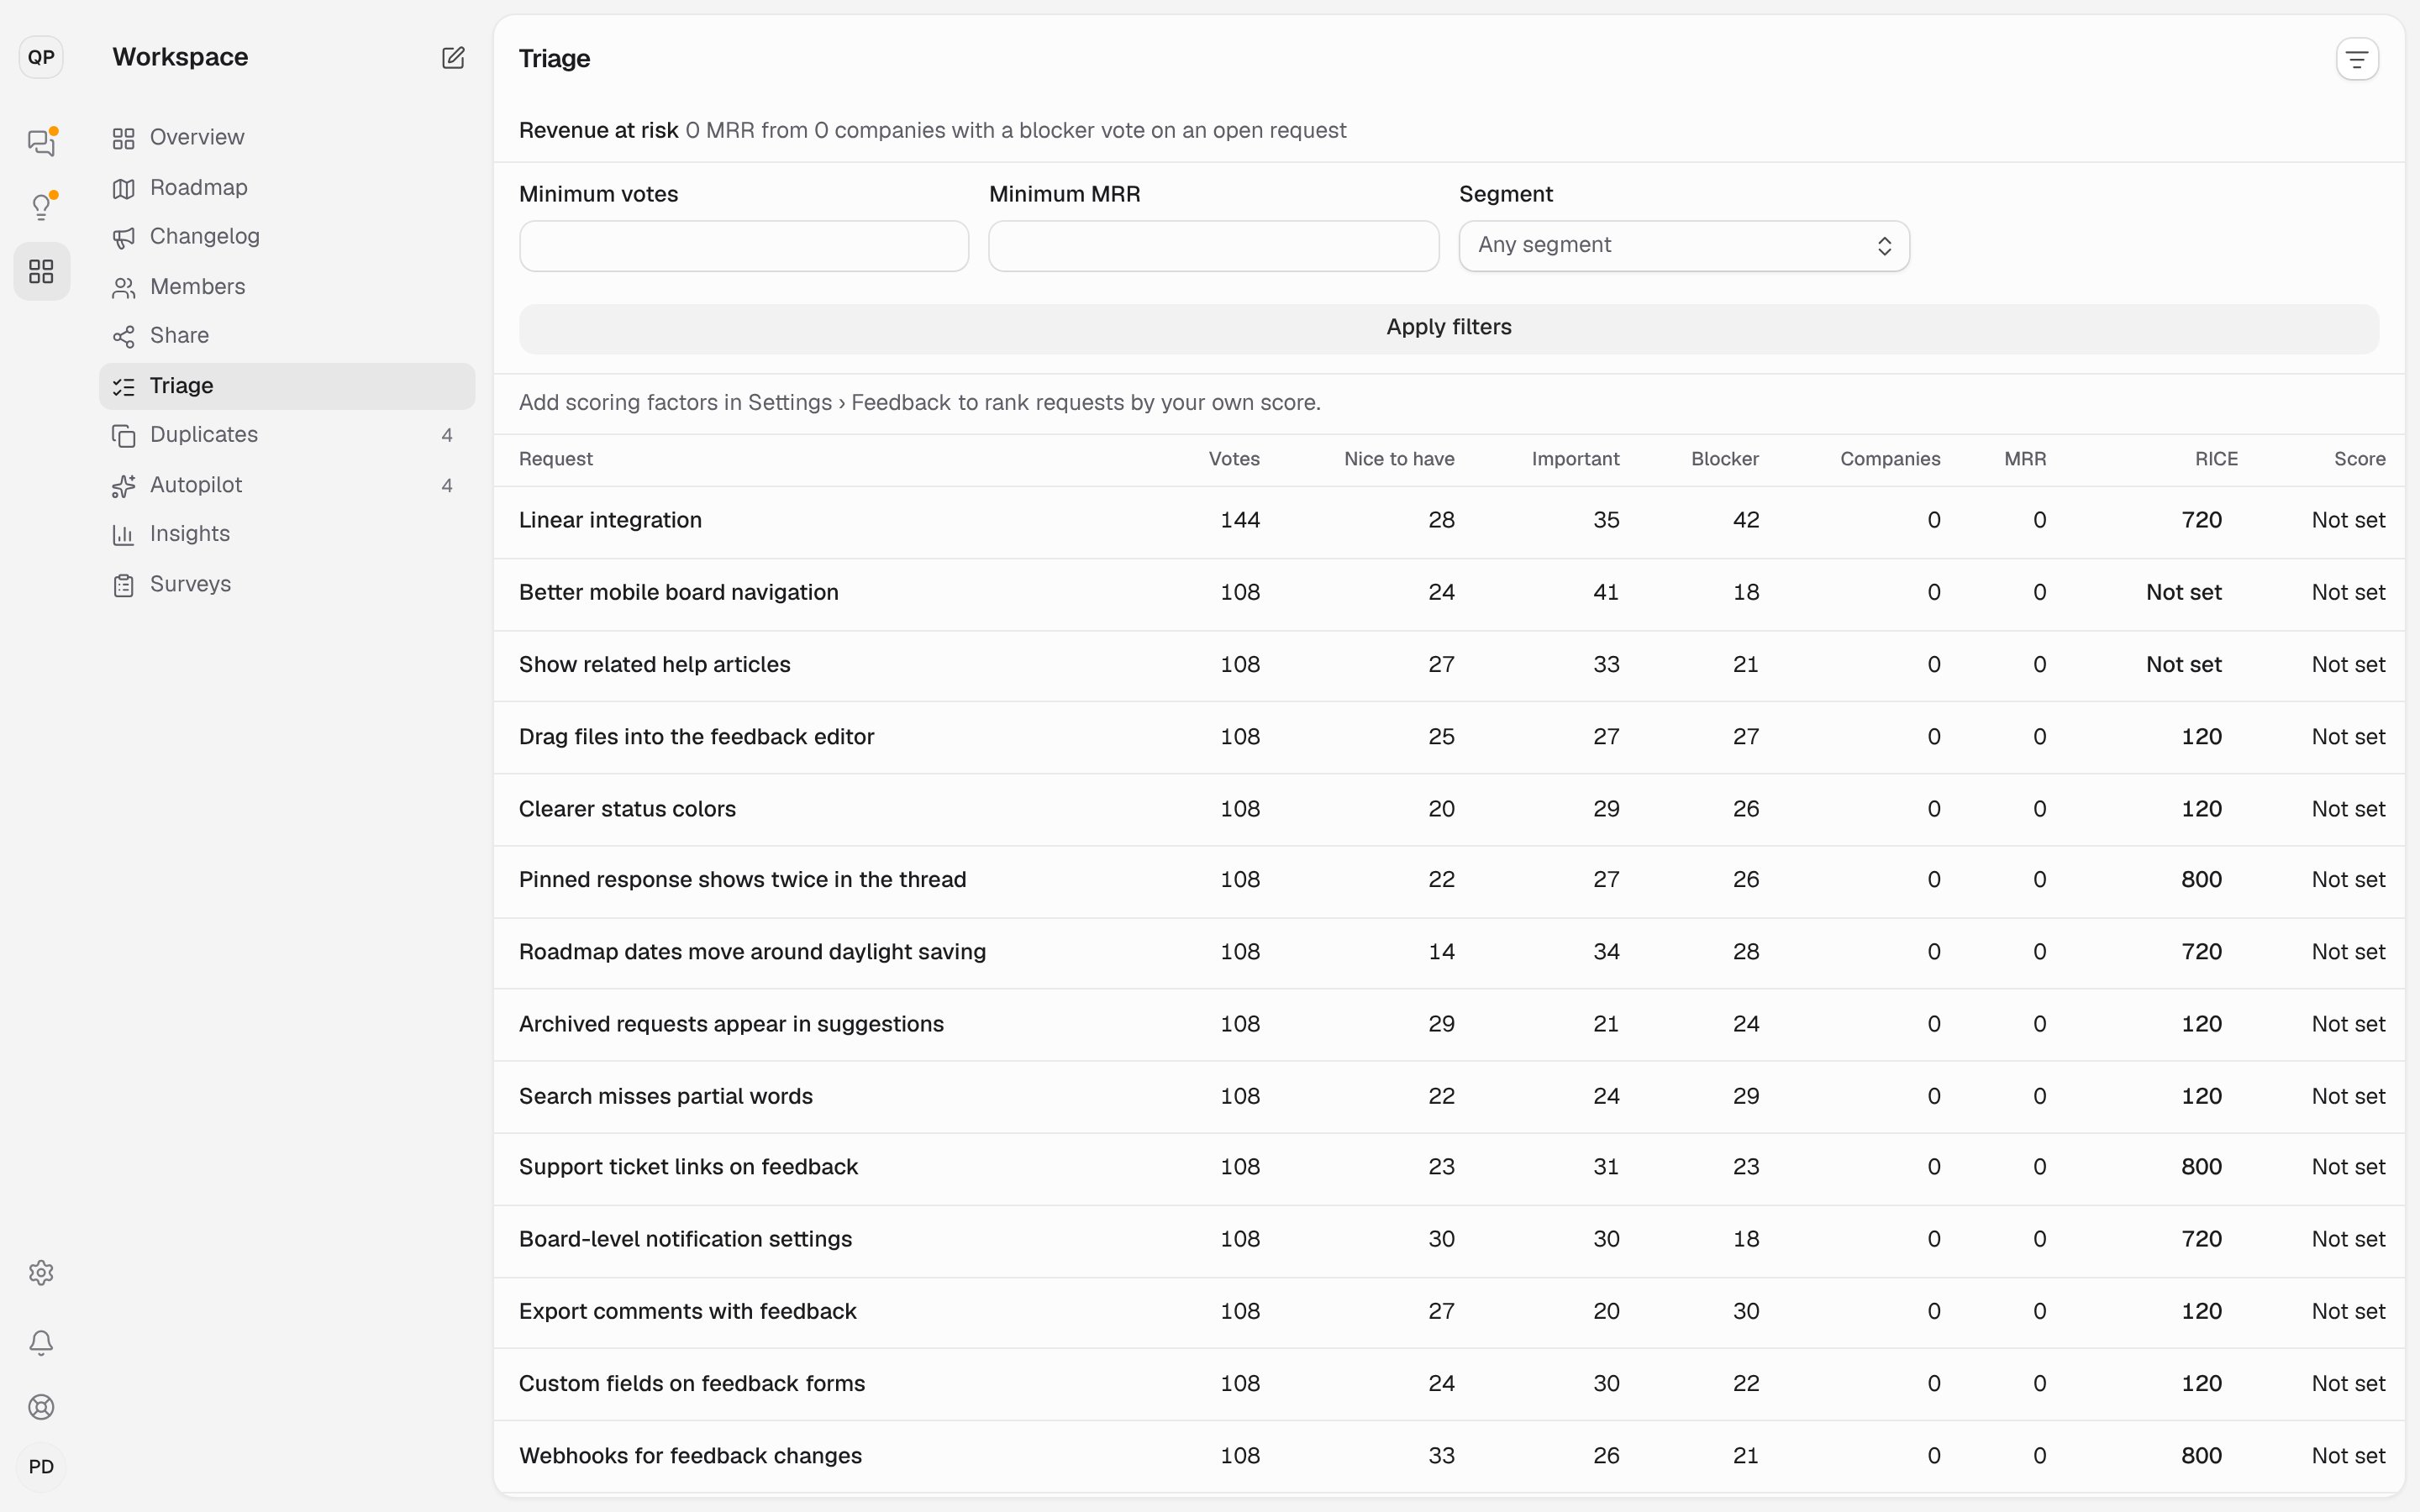 QP
Workspace
Overview
Roadmap
Changelog
Members
Share
Triage
Duplicates 4
Autopilot 4
Insights
Surveys
PD
Triage
Revenue at risk 0 MRR from 0 companies with a blocker vote on an open request
Minimum votes Minimum MRR Segment
Any segment
Apply filters
Add scoring factors in Settings › Feedback to rank requests by your own score.
Request Votes Nice to have Important Blocker Companies MRR RICE Score
Linear integration 144 28 35 42 0 0 720 Not set
Better mobile board navigation 108 24 41 18 0 0 Not set Not set
Show related help articles 108 27 33 21 0 0 Not set Not set
Drag files into the feedback editor 108 25 27 27 0 0 120 Not set
Clearer status colors 108 20 29 26 0 0 120 Not set
Pinned response shows twice in the thread 108 22 27 26 0 0 800 Not set
Roadmap dates move around daylight saving 108 14 34 28 0 0 720 Not set
Archived requests appear in suggestions 108 29 21 24 0 0 120 Not set
Search misses partial words 108 22 24 29 0 0 120 Not set
Support ticket links on feedback 108 23 31 23 0 0 800 Not set
Board-level notification settings 108 30 30 18 0 0 720 Not set
Export comments with feedback 108 27 20 30 0 0 120 Not set
Custom fields on feedback forms 108 24 30 22 0 0 120 Not set
Webhooks for feedback changes 108 33 26 21 0 0 800 Not set